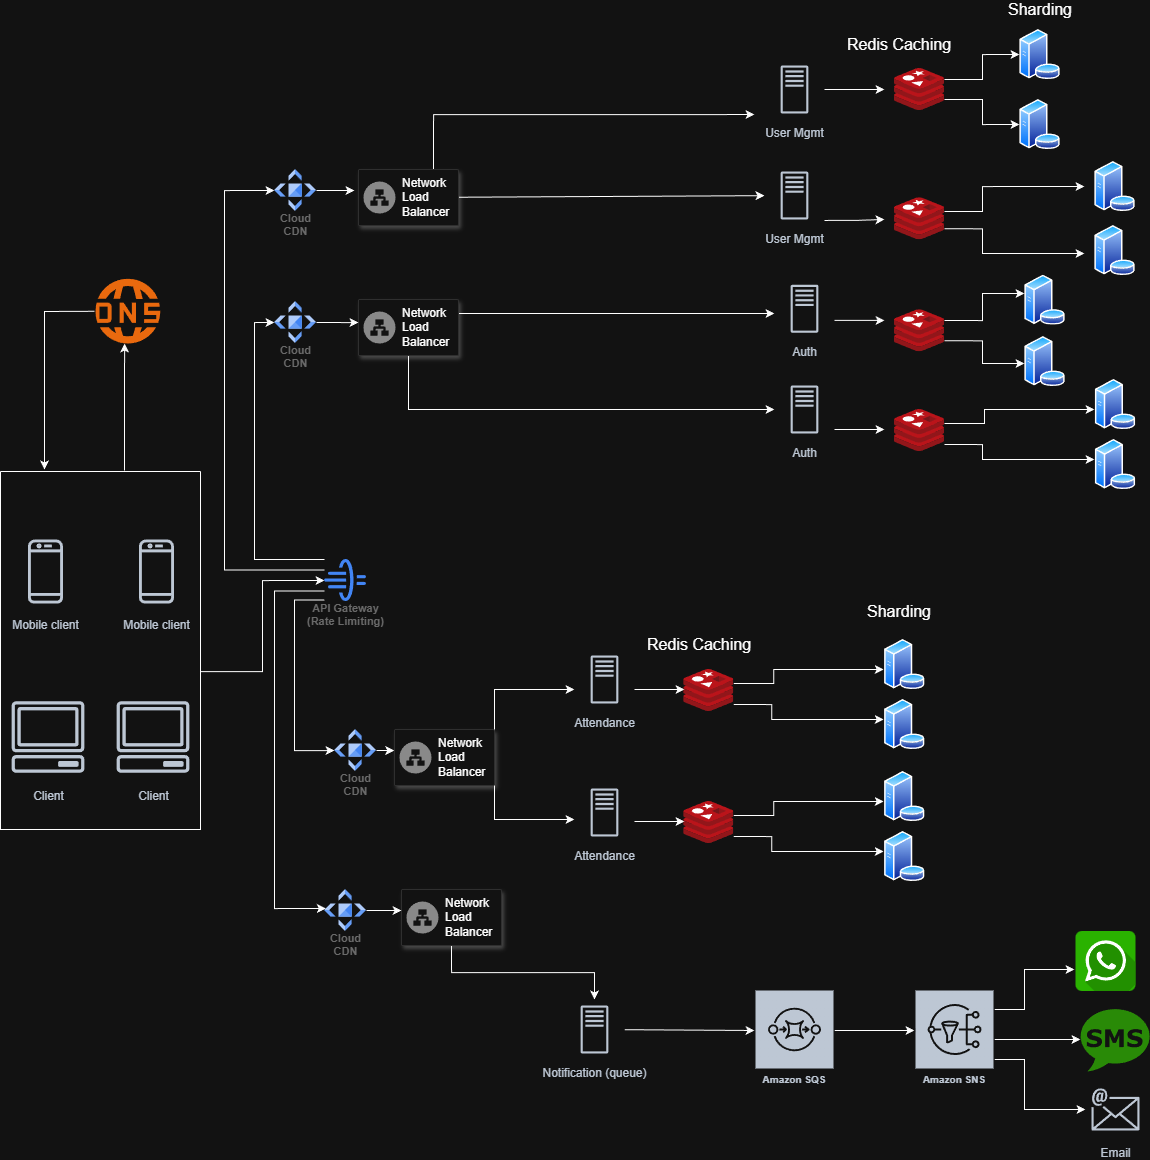 Sharding
Redis Caching
User Mgmt
Network
Load
Balancer
Cloud
CDN
User Mgmt
DNS
Network
Load
Balancer
Cloud
CDN
Auth
Auth
Mobile client
Mobile client
API Gateway
(Rate Limiting)
Client
Client
Sharding
Redis Caching
Attendance
Network
Load
Balancer
Cloud
CDN
Attendance
Network
Load
Balancer
Cloud
CDN
Notification (queue)
Amazon SQS
Amazon SNS
SMS
@
Email